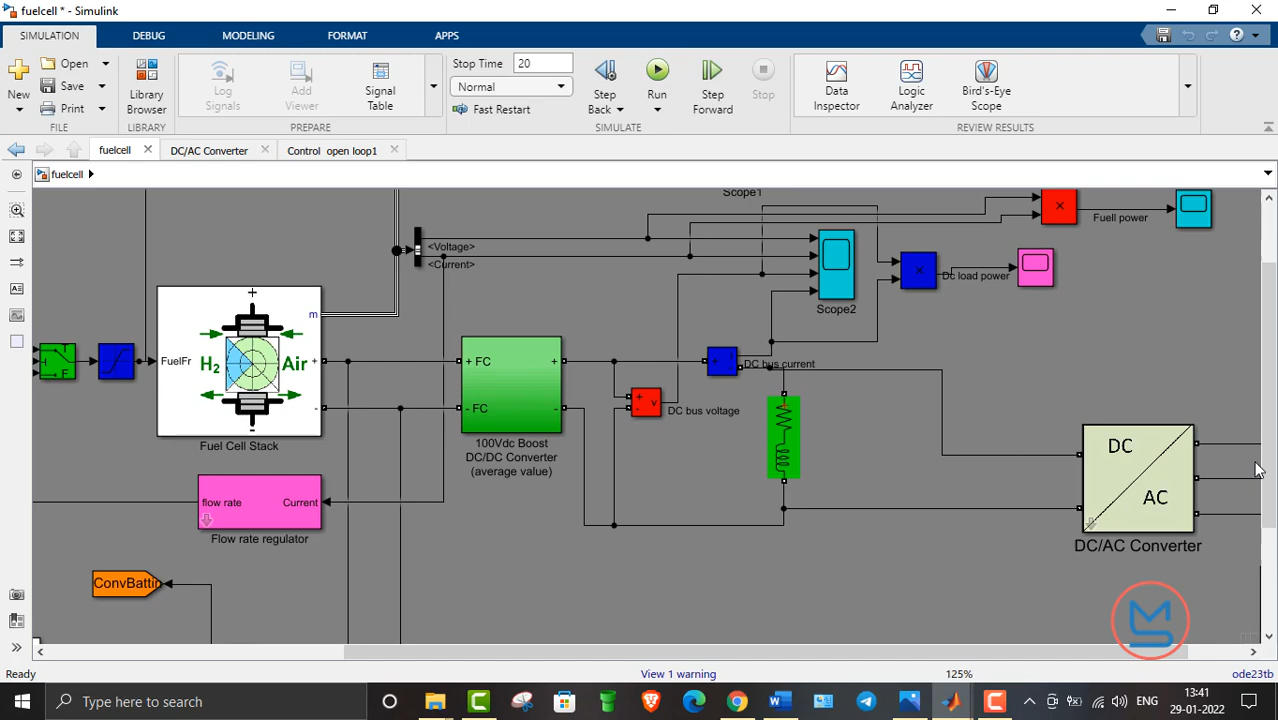 fuelcell * - Simulink
SIMULATION DEBUG MODELING FORMAT APPS
New
Open
Save
Print
FILE
Library Browser
LIBRARY
Log Signals
Add Viewer
Signal Table
PREPARE
Stop Time 20
Normal
Fast Restart
Step Back
Run
Step Forward
Stop
SIMULATE
Data Inspector
Logic Analyzer
Bird's-Eye Scope
REVIEW RESULTS
fuelcell DC/AC Converter Control open loop1
fuelcell
Scope1
Fuell power
<Voltage>
<Current>
Dc load power
Scope2
+
m
FuelFr
H2
Air
+
-
-
Fuel Cell Stack
+ FC
+
- FC
-
100Vdc Boost
DC/DC Converter
(average value)
DC bus current
+
-
v
DC bus voltage
flow rate Current
Flow rate regulator
DC
AC
DC/AC Converter
ConvBattin
F
MS
Ready View 1 warning 125% ode23tb
Type here to search
ENG
13:41
29-01-2022